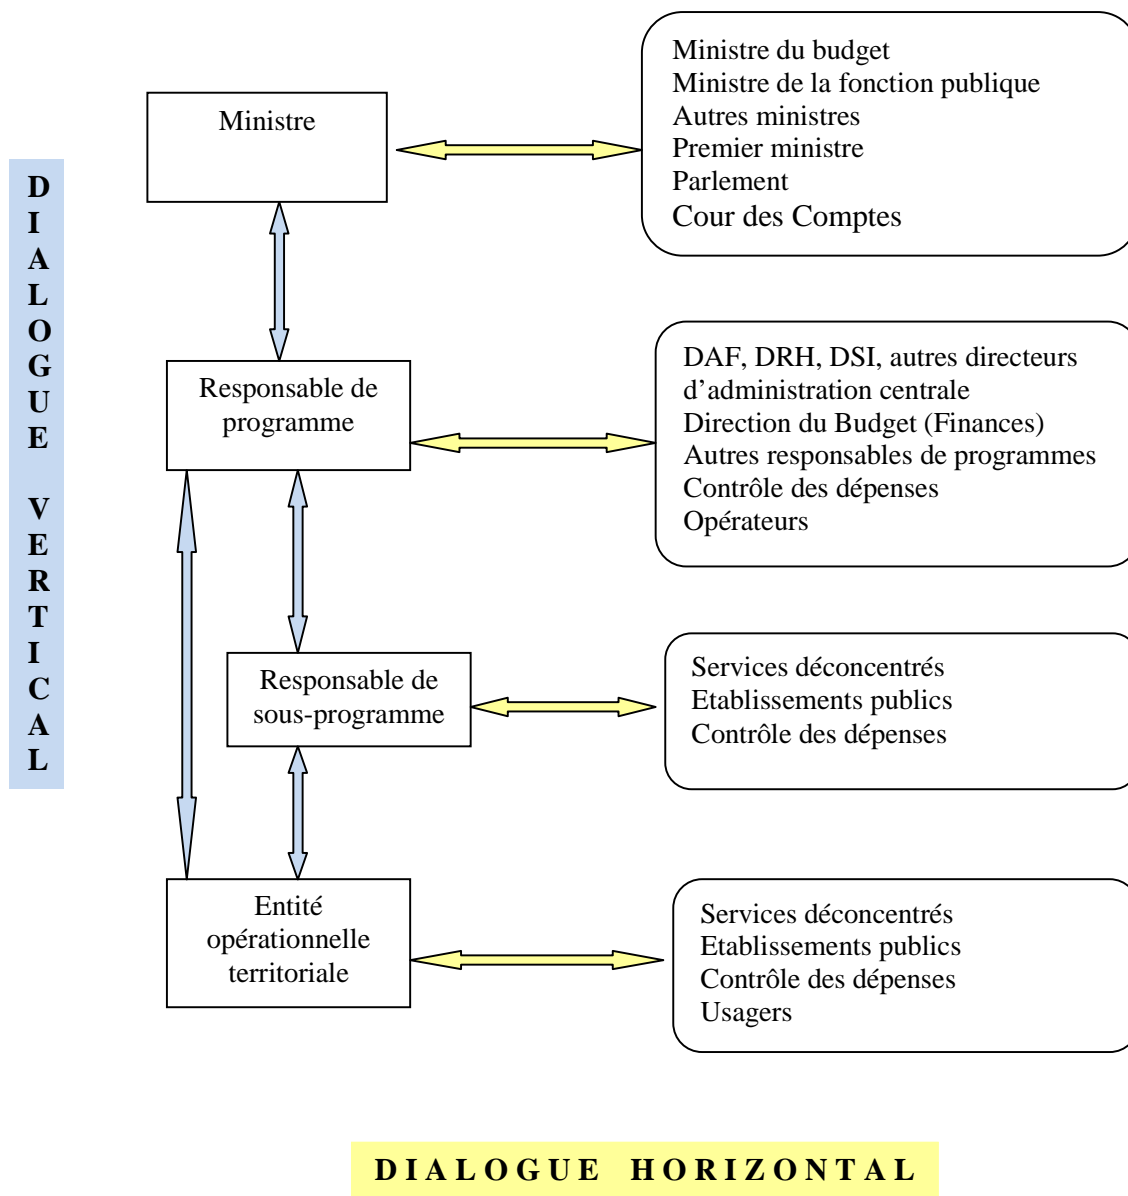 DIALOGUE VERTICAL
Ministre
Ministre du budget
Ministre de la fonction publique
Autres ministres
Premier ministre
Parlement
Cour des Comptes
Responsable de
programme
DAF, DRH, DSI, autres directeurs
d’administration centrale
Direction du Budget (Finances)
Autres responsables de programmes
Contrôle des dépenses
Opérateurs
Responsable de
sous-programme
Services déconcentrés
Etablissements publics
Contrôle des dépenses
Entité
opérationnelle
territoriale
Services déconcentrés
Etablissements publics
Contrôle des dépenses
Usagers
DIALOGUE HORIZONTAL